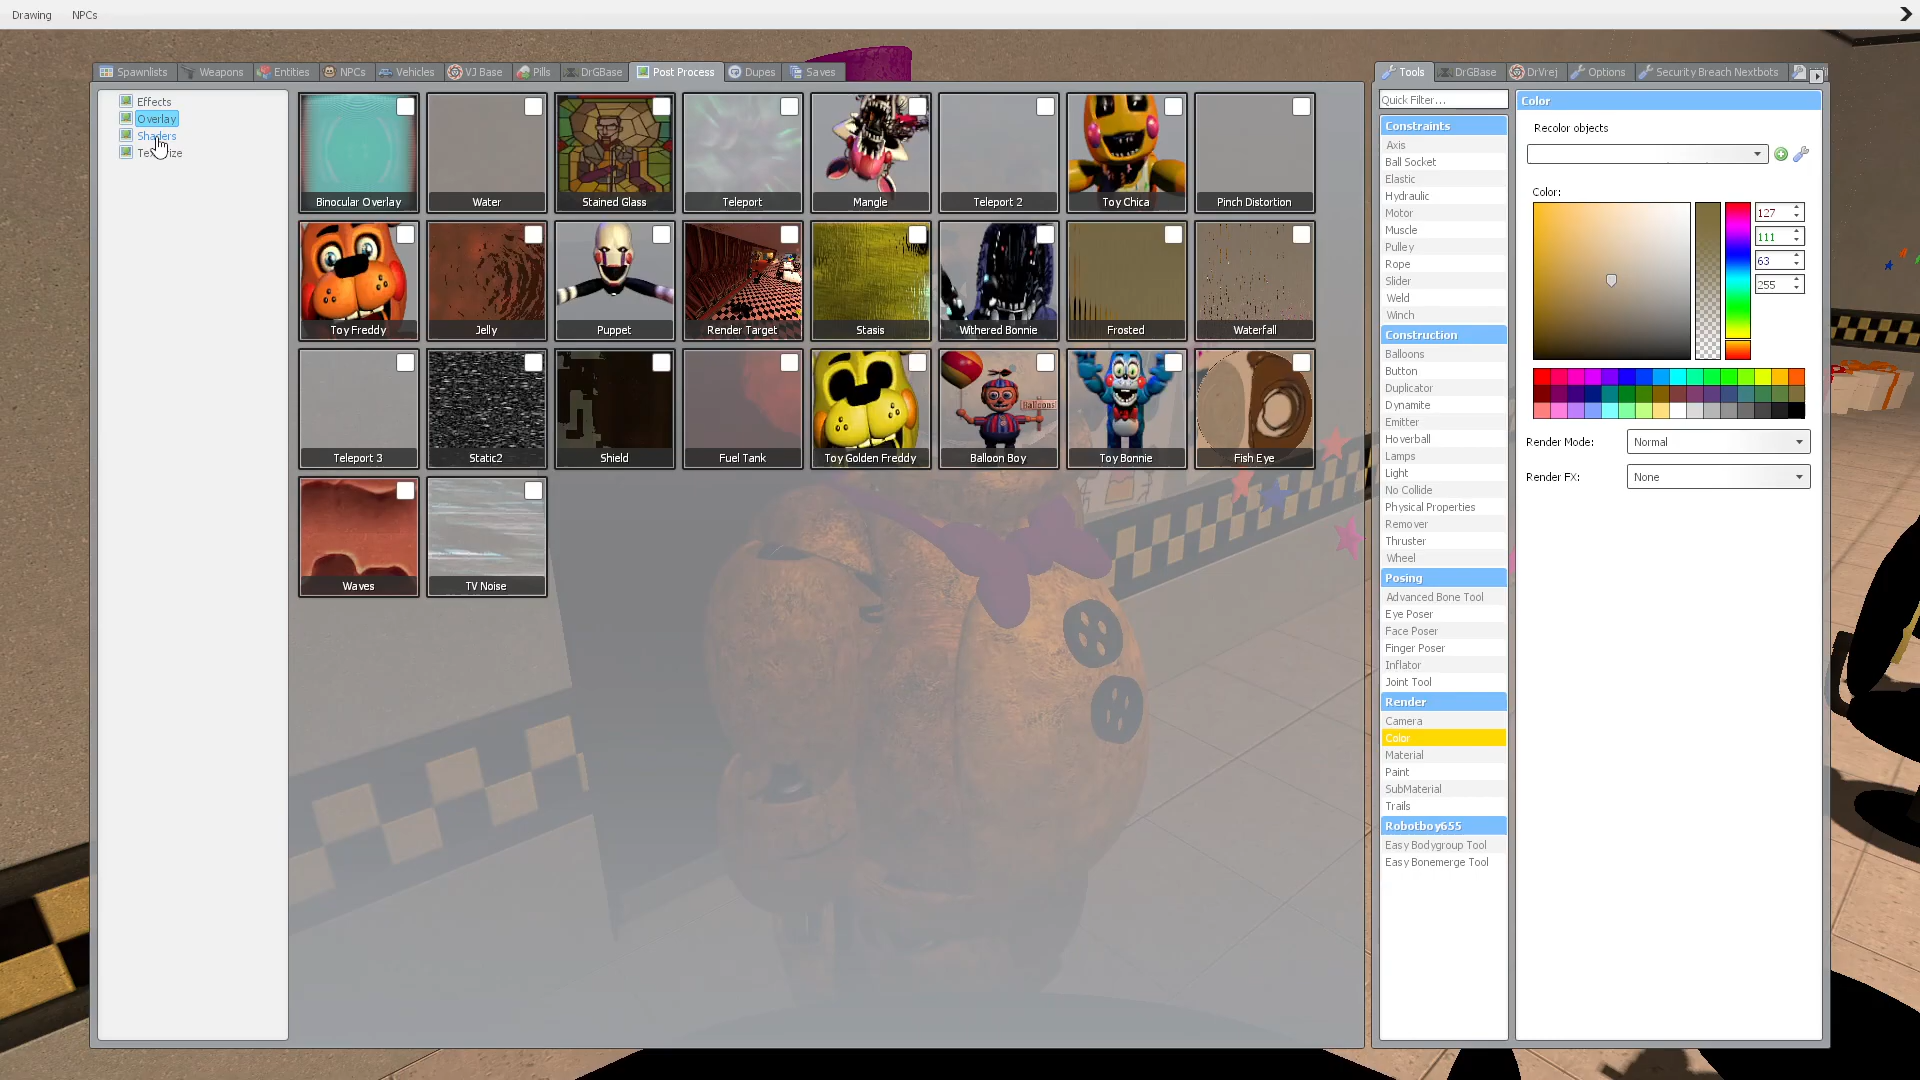 Drawing NPCs
Spawnlists Weapons Entities NPCs Vehicles VJ Base Pills DrGBase Post Process Dupes Saves
Effects
Overlay
Shaders
Binocular Overlay Water Stained Glass Teleport Mangle Teleport 2 Toy Chica Pinch Distortion
Toy Freddy Jelly Puppet Render Target Stasis Withered Bonnie Frosted Waterfall
Balloons
Teleport 3 Static2 Shield Fuel Tank Toy Golden Freddy Balloon Boy Toy Bonnie Fish Eye
Waves TV Noise
Tools DrGBase DrVrej Options Security Breach Nextbots
Quick Filter...
Constraints
Axis
Ball Socket
Elastic
Hydraulic
Motor
Muscle
Pulley
Rope
Slider
Weld
Winch
Construction
Balloons
Button
Duplicator
Dynamite
Emitter
Hoverball
Lamps
Light
No Collide
Physical Properties
Remover
Thruster
Wheel
Posing
Advanced Bone Tool
Eye Poser
Face Poser
Finger Poser
Inflator
Joint Tool
Render
Camera
Color
Material
Paint
SubMaterial
Trails
Robotboy655
Easy Bodygroup Tool
Easy Bonemerge Tool
Color
Recolor objects
Color:
127
111
63
255
Render Mode: Normal
Render FX: None